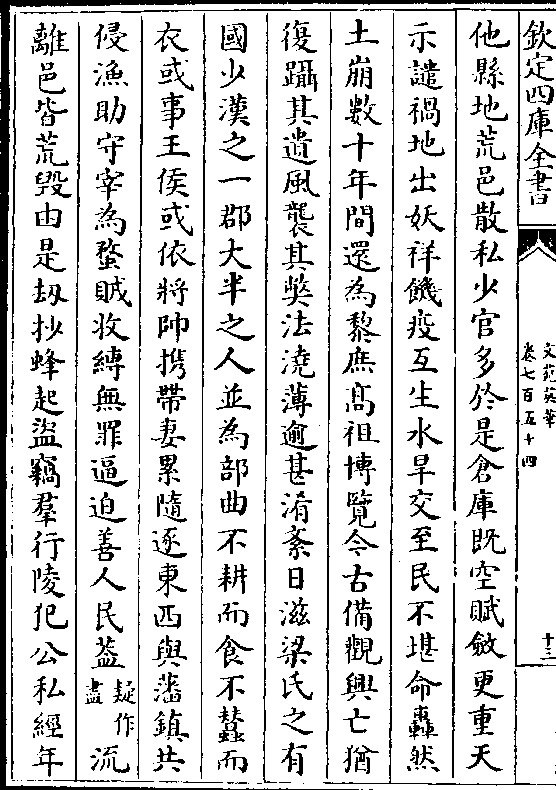 欽定四庫全書
文苑英華
卷七百五十四
十三
他縣地荒邑散私少官多於是倉庫既空賦斂更重天
示譴禍地出妖祥饑疫互生水旱交至民不堪命轟然
土崩數十年間還為黎庶髙祖博覽今古備觀興亡猶
復躡其遺風襲其獘法澆薄逾甚淆紊日滋梁氏之有
國少漢之一郡大半之人並為部曲不耕而食不蠶而
衣或事王侯或依將帥携帶妻累隨逐東西與藩鎮共
侵漁助守宰為蝥賊收縛無罪逼迫善人民葢疑作盡流
離邑皆荒毁由是刼抄蜂起盜竊羣行陵犯公私經年